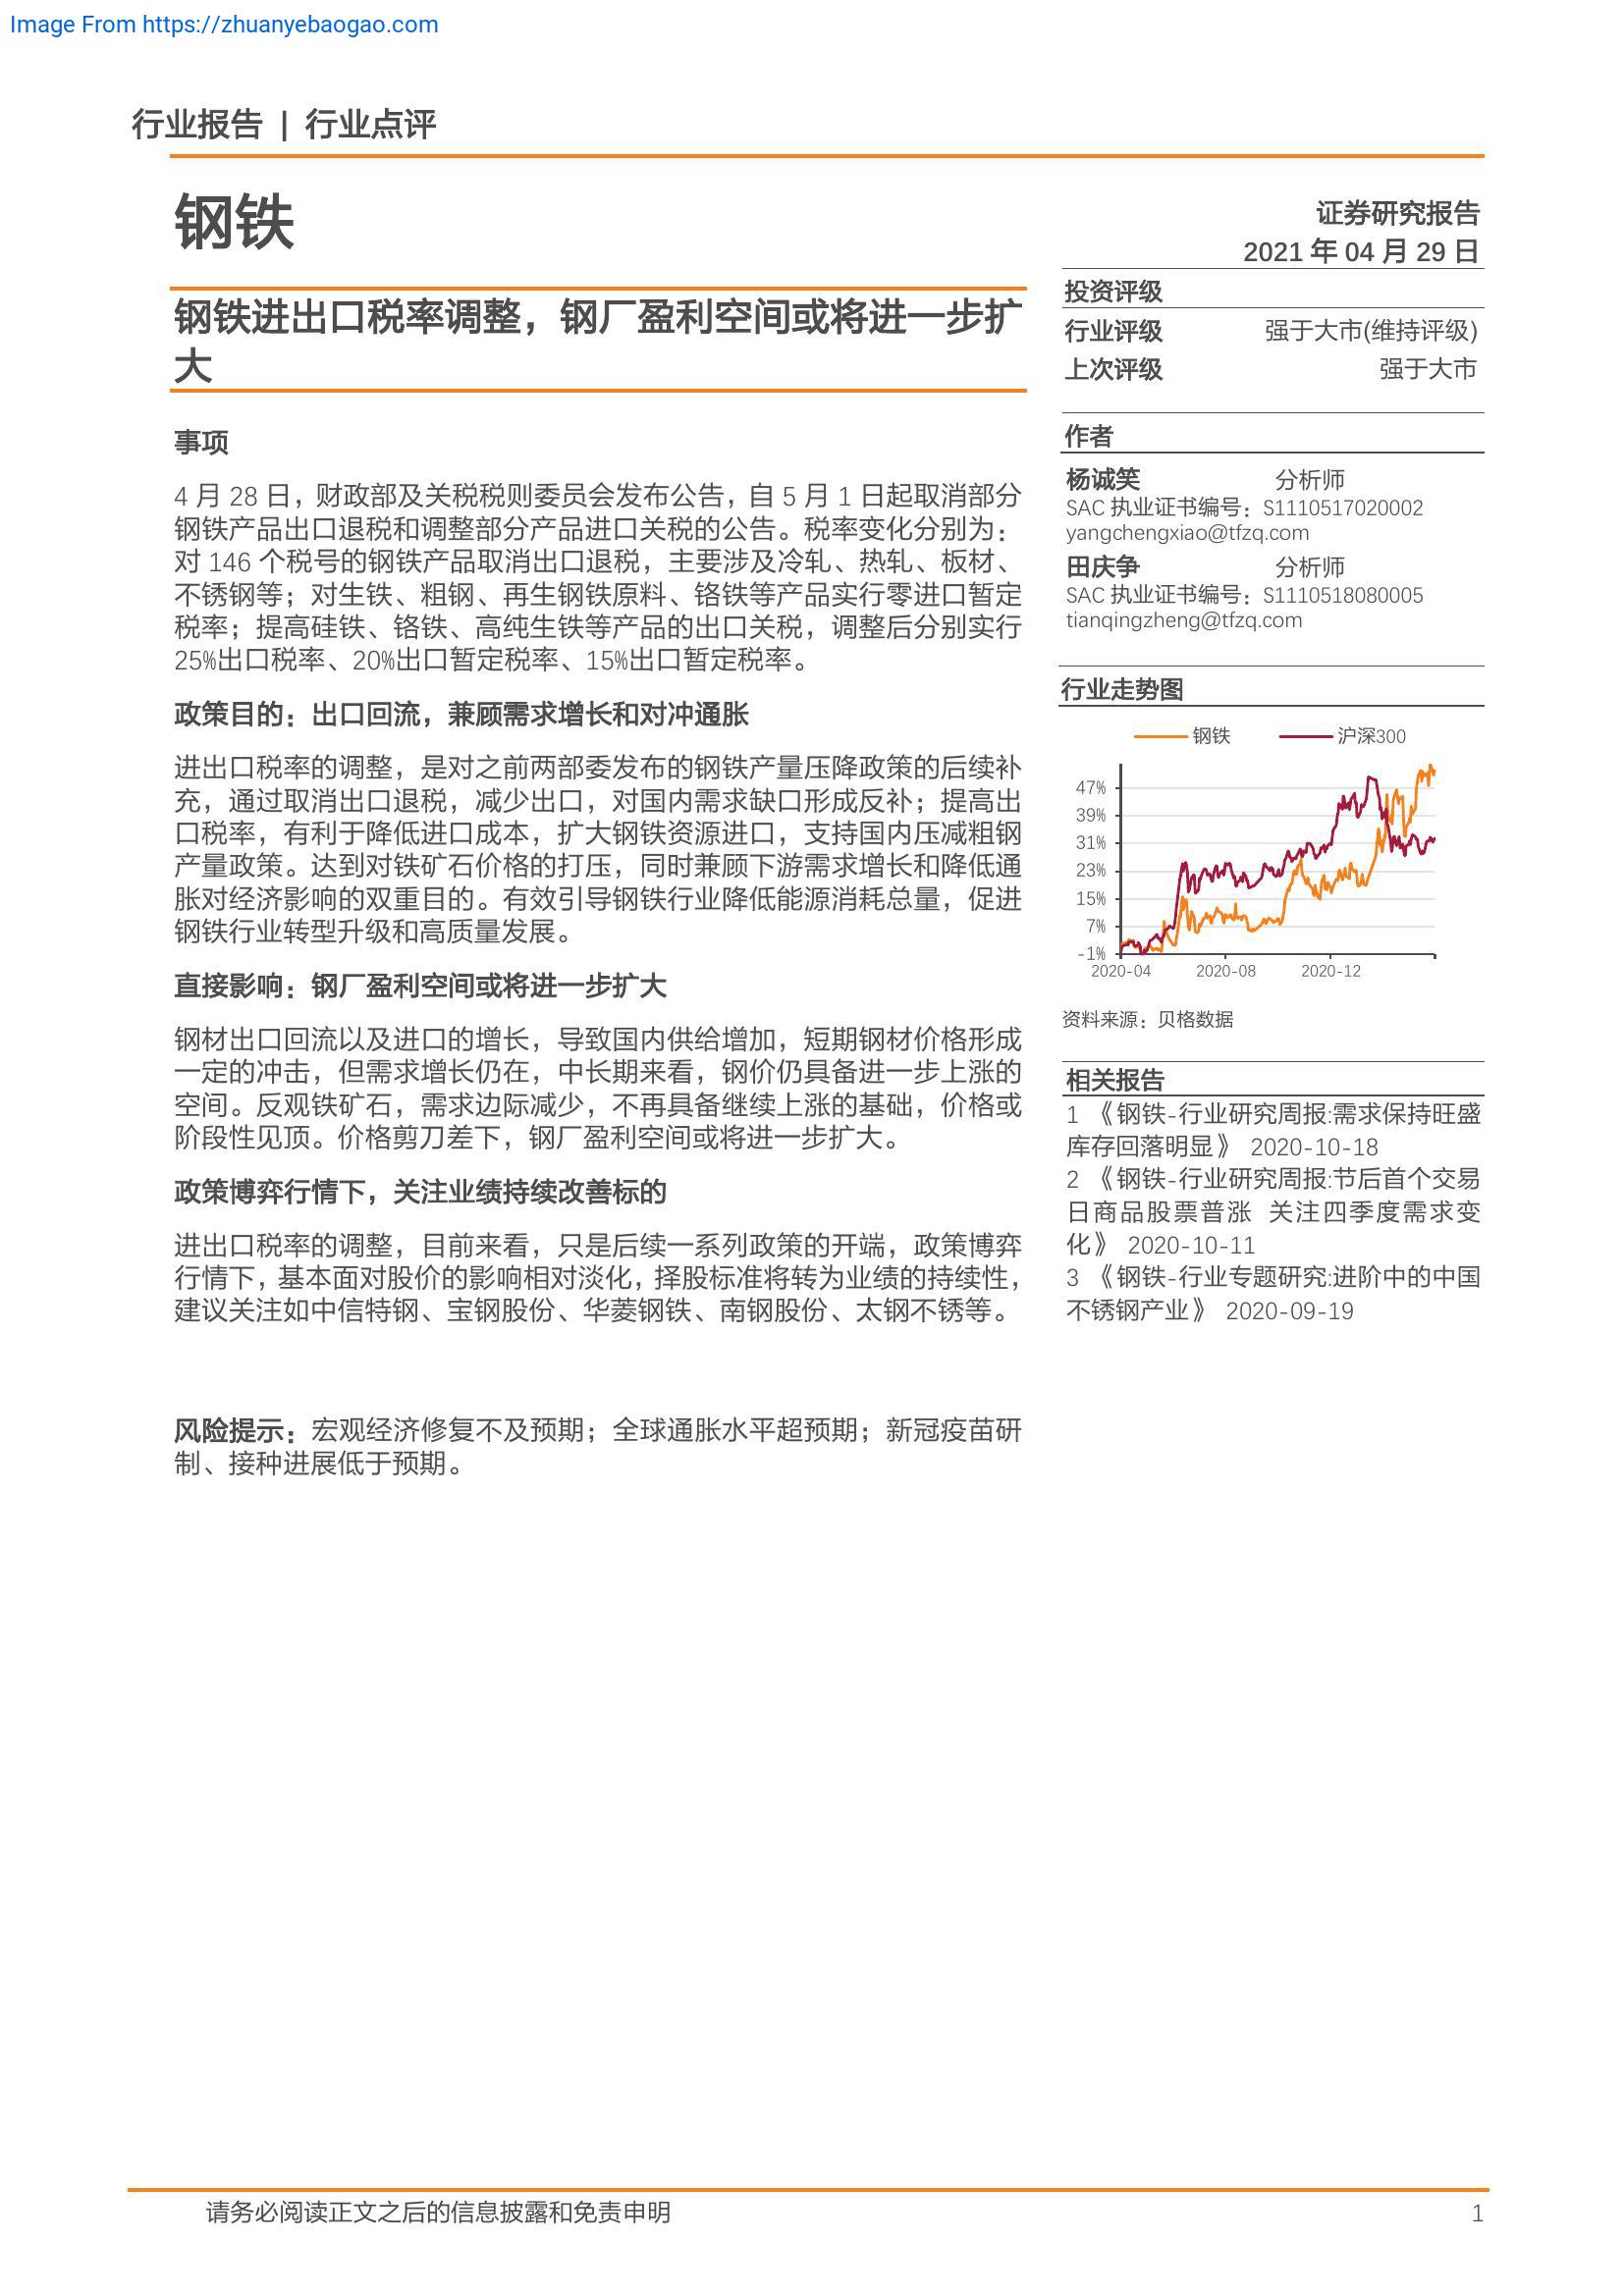 Image From https://zhuanyebaogao.com
行业报告 | 行业点评
钢铁
证券研究报告
2021 年 04 月 29 日
钢铁进出口税率调整，钢厂盈利空间或将进一步扩
大
事项
4 月 28 日，财政部及关税税则委员会发布公告，自 5 月 1 日起取消部分
钢铁产品出口退税和调整部分产品进口关税的公告。税率变化分别为：
对 146 个税号的钢铁产品取消出口退税，主要涉及冷轧、热轧、板材、
不锈钢等；对生铁、粗钢、再生钢铁原料、铬铁等产品实行零进口暂定
税率；提高硅铁、铬铁、高纯生铁等产品的出口关税，调整后分别实行
25%出口税率、20%出口暂定税率、15%出口暂定税率。
政策目的：出口回流，兼顾需求增长和对冲通胀
进出口税率的调整，是对之前两部委发布的钢铁产量压降政策的后续补
充，通过取消出口退税，减少出口，对国内需求缺口形成反补；提高出
口税率，有利于降低进口成本，扩大钢铁资源进口，支持国内压减粗钢
产量政策。达到对铁矿石价格的打压，同时兼顾下游需求增长和降低通
胀对经济影响的双重目的。有效引导钢铁行业降低能源消耗总量，促进
钢铁行业转型升级和高质量发展。
直接影响：钢厂盈利空间或将进一步扩大
钢材出口回流以及进口的增长，导致国内供给增加，短期钢材价格形成
一定的冲击，但需求增长仍在，中长期来看，钢价仍具备进一步上涨的
空间。反观铁矿石，需求边际减少，不再具备继续上涨的基础，价格或
阶段性见顶。价格剪刀差下，钢厂盈利空间或将进一步扩大。
政策博弈行情下，关注业绩持续改善标的
进出口税率的调整，目前来看，只是后续一系列政策的开端，政策博弈
行情下，基本面对股价的影响相对淡化，择股标准将转为业绩的持续性，
建议关注如中信特钢、宝钢股份、华菱钢铁、南钢股份、太钢不锈等。
风险提示：宏观经济修复不及预期；全球通胀水平超预期；新冠疫苗研
制、接种进展低于预期。
投资评级
行业评级 强于大市(维持评级)
上次评级 强于大市
作者
杨诚笑 分析师
SAC 执业证书编号：S1110517020002
yangchengxiao@tfzq.com
田庆争 分析师
SAC 执业证书编号：S1110518080005
tianqingzheng@tfzq.com
行业走势图
钢铁 沪深300
47%
39%
31%
23%
15%
7%
-1%
2020-04 2020-08 2020-12
资料来源：贝格数据
相关报告
1 《钢铁-行业研究周报:需求保持旺盛
库存回落明显》 2020-10-18
2 《钢铁-行业研究周报:节后首个交易
日商品股票普涨 关注四季度需求变
化》 2020-10-11
3 《钢铁-行业专题研究:进阶中的中国
不锈钢产业》 2020-09-19
请务必阅读正文之后的信息披露和免责申明 1